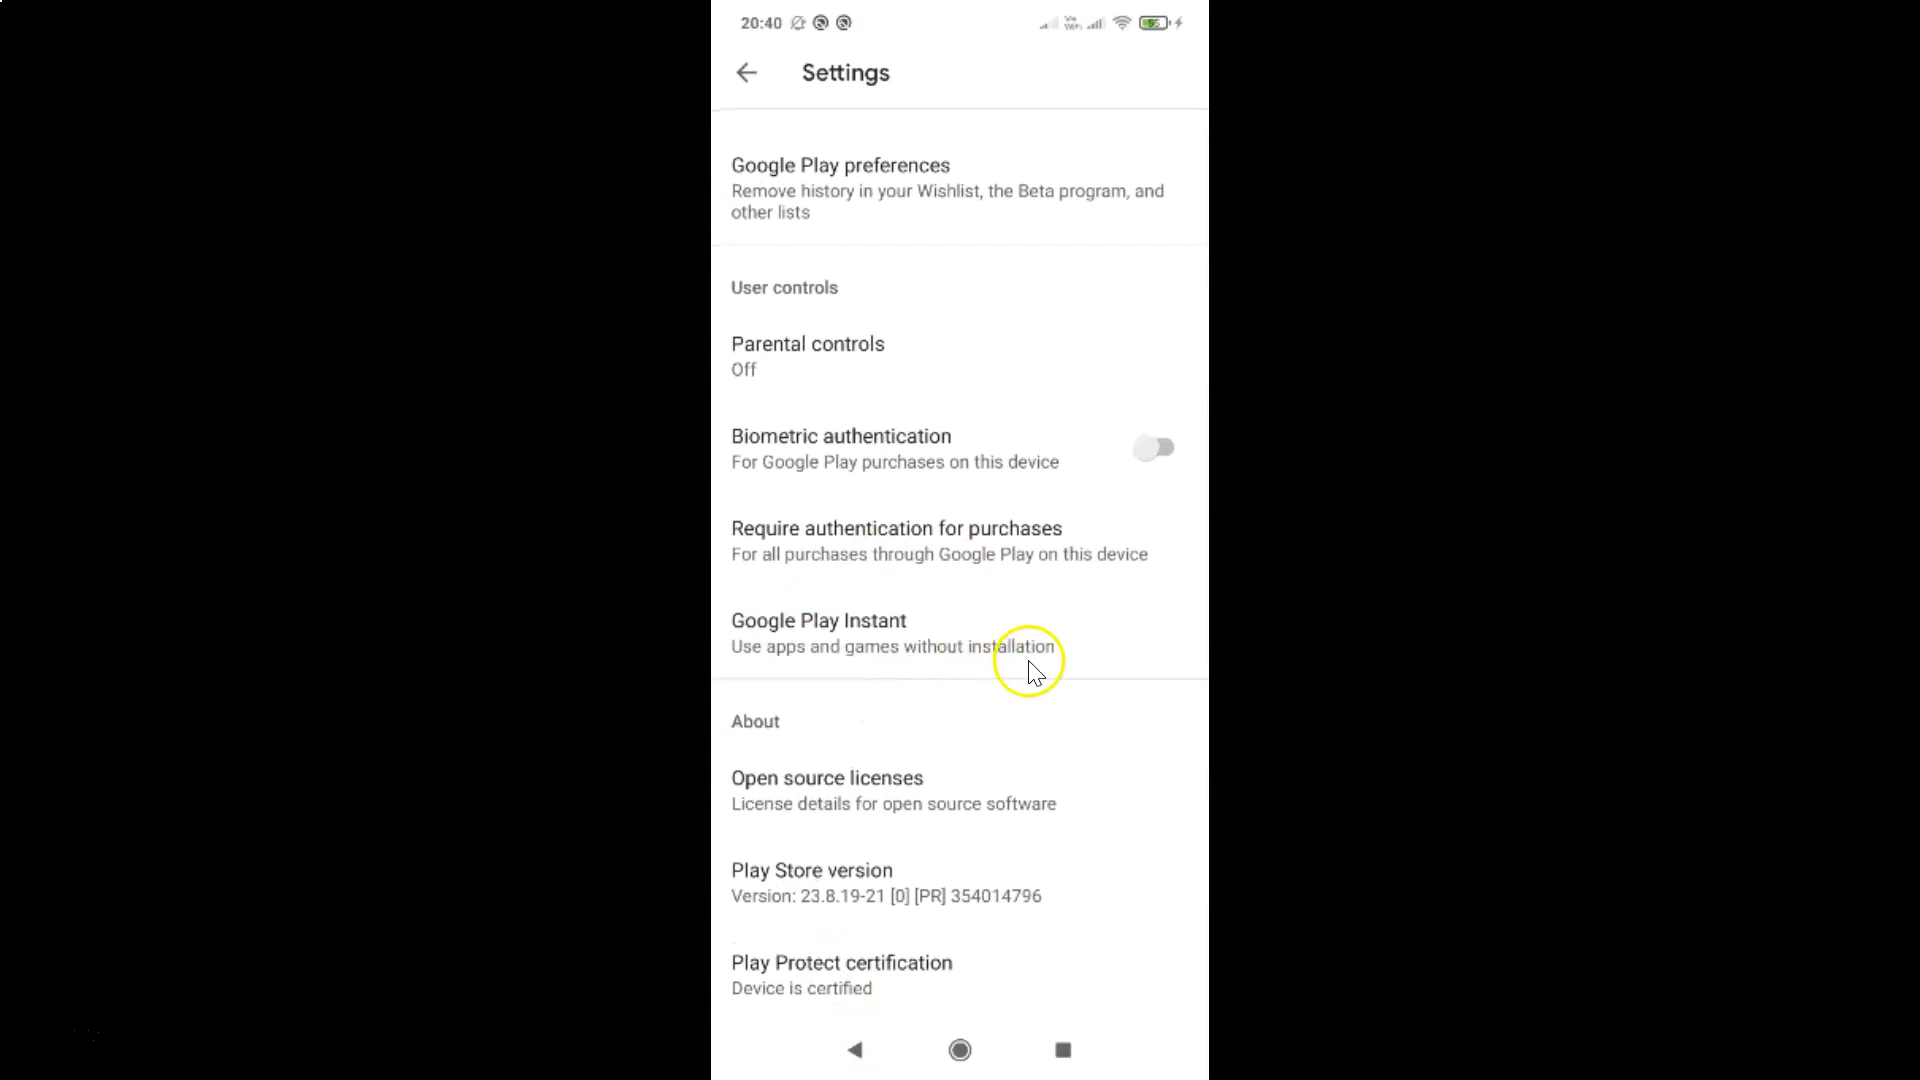 20:40
Settings
Google Play preferences
Remove history in your Wishlist, the Beta program, and
other lists
User controls
Parental controls
Off
Biometric authentication
For Google Play purchases on this device
Require authentication for purchases
For all purchases through Google Play on this device
Google Play Instant
Use apps and games without installation
About
Open source licenses
License details for open source software
Play Store version
Version: 23.8.19-21 [0] [PR] 354014796
Play Protect certification
Device is certified